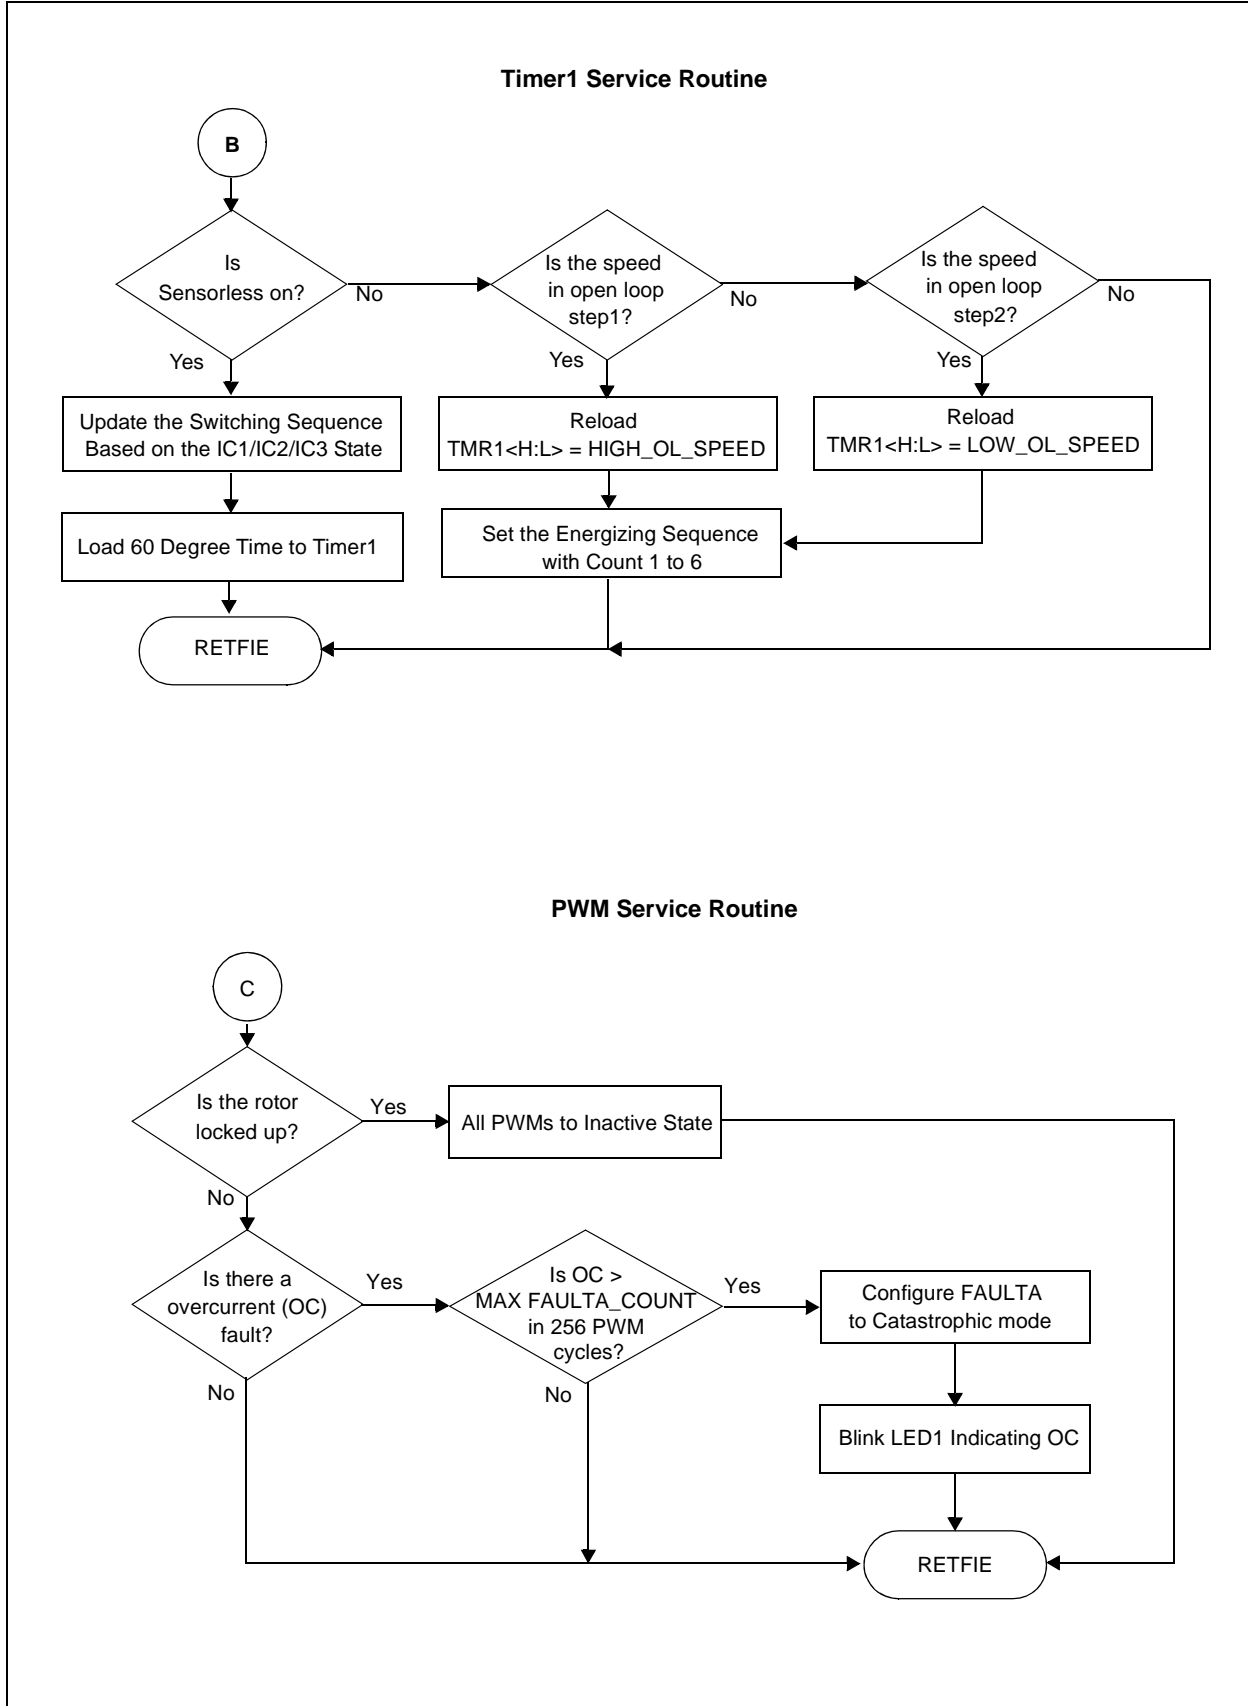 Timer1 Service Routine
B
Is
Sensorless on?
No
Yes
Is the speed
in open loop
step1?
No
Yes
Is the speed
in open loop
step2?
No
Yes
Update the Switching Sequence
Based on the IC1/IC2/IC3 State
Reload
TMR1<H:L> = HIGH_OL_SPEED
Reload
TMR1<H:L> = LOW_OL_SPEED
Load 60 Degree Time to Timer1
Set the Energizing Sequence
with Count 1 to 6
RETFIE
PWM Service Routine
C
Is the rotor
locked up?
Yes
No
All PWMs to Inactive State
Is there a
overcurrent (OC)
fault?
Yes
No
Is OC >
MAX FAULTA_COUNT
in 256 PWM
cycles?
Yes
No
Configure FAULTA
to Catastrophic mode
Blink LED1 Indicating OC
RETFIE